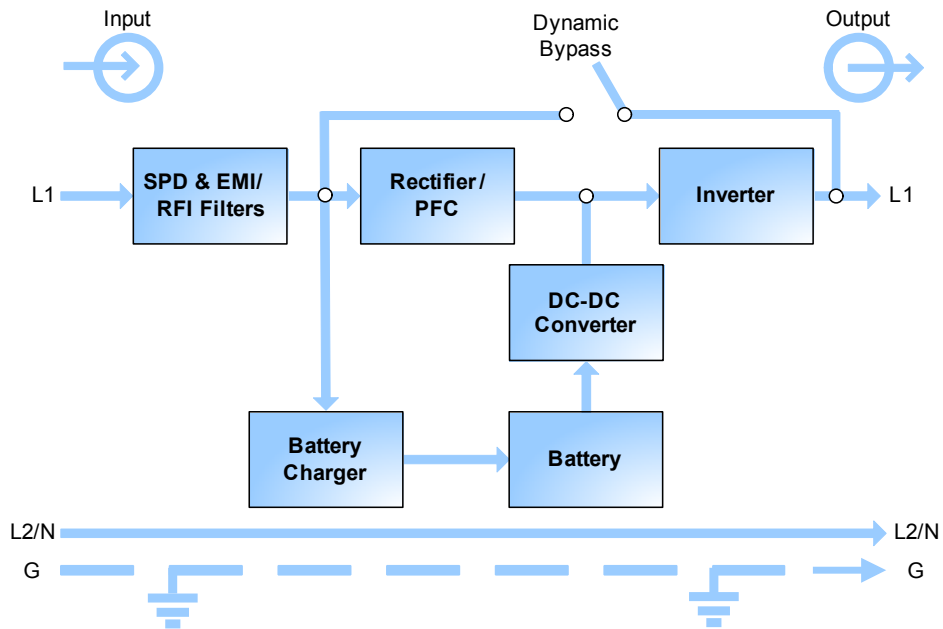 Input
Dynamic
Bypass
Output
L1
SPD & EMI/
RFI Filters
Rectifier/
PFC
Inverter
L1
DC-DC
Converter
Battery
Charger
Battery
L2/N
L2/N
G
G